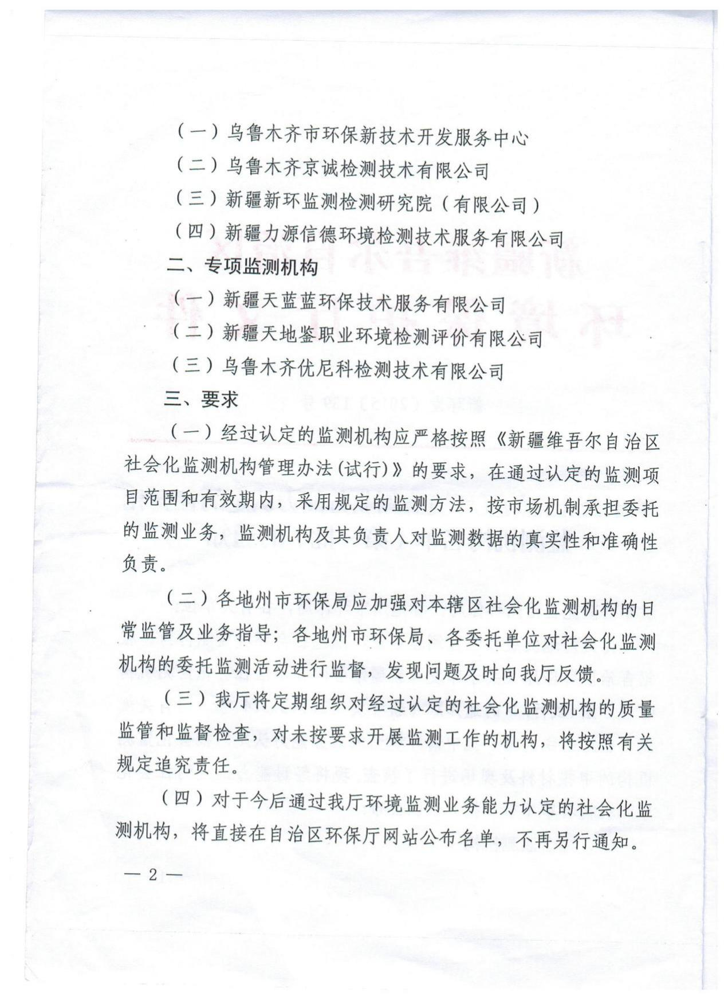 （一）乌鲁木齐市环保新技术开发服务中心
（二）乌鲁木齐京诚检测技术有限公司
（三）新疆新环监测检测研究院（有限公司）
（四）新疆力源信德环境检测技术服务有限公司
二、专项监测机构
（一）新疆天蓝蓝环保技术服务有限公司
（二）新疆天地鉴职业环境检测评价有限公司
（三）乌鲁木齐优尼科检测技术有限公司
三、要求
（一）经过认定的监测机构应严格按照《新疆维吾尔自治区
社会化监测机构管理办法(试行)》的要求，在通过认定的监测项
目范围和有效期内，采用规定的监测方法，按市场机制承担委托
的监测业务，监测机构及其负责人对监测数据的真实性和准确性
负责。
（二）各地州市环保局应加强对本辖区社会化监测机构的日
常监管及业务指导；各地州市环保局、各委托单位对社会化监测
机构的委托监测活动进行监督，发现问题及时向我厅反馈。
（三）我厅将定期组织对经过认定的社会化监测机构的质量
监管和监督检查，对未按要求开展监测工作的机构，将按照有关
规定追究责任。
（四）对于今后通过我厅环境监测业务能力认定的社会化监
测机构，将直接在自治区环保厅网站公布名单，不再另行通知。
— 2 —